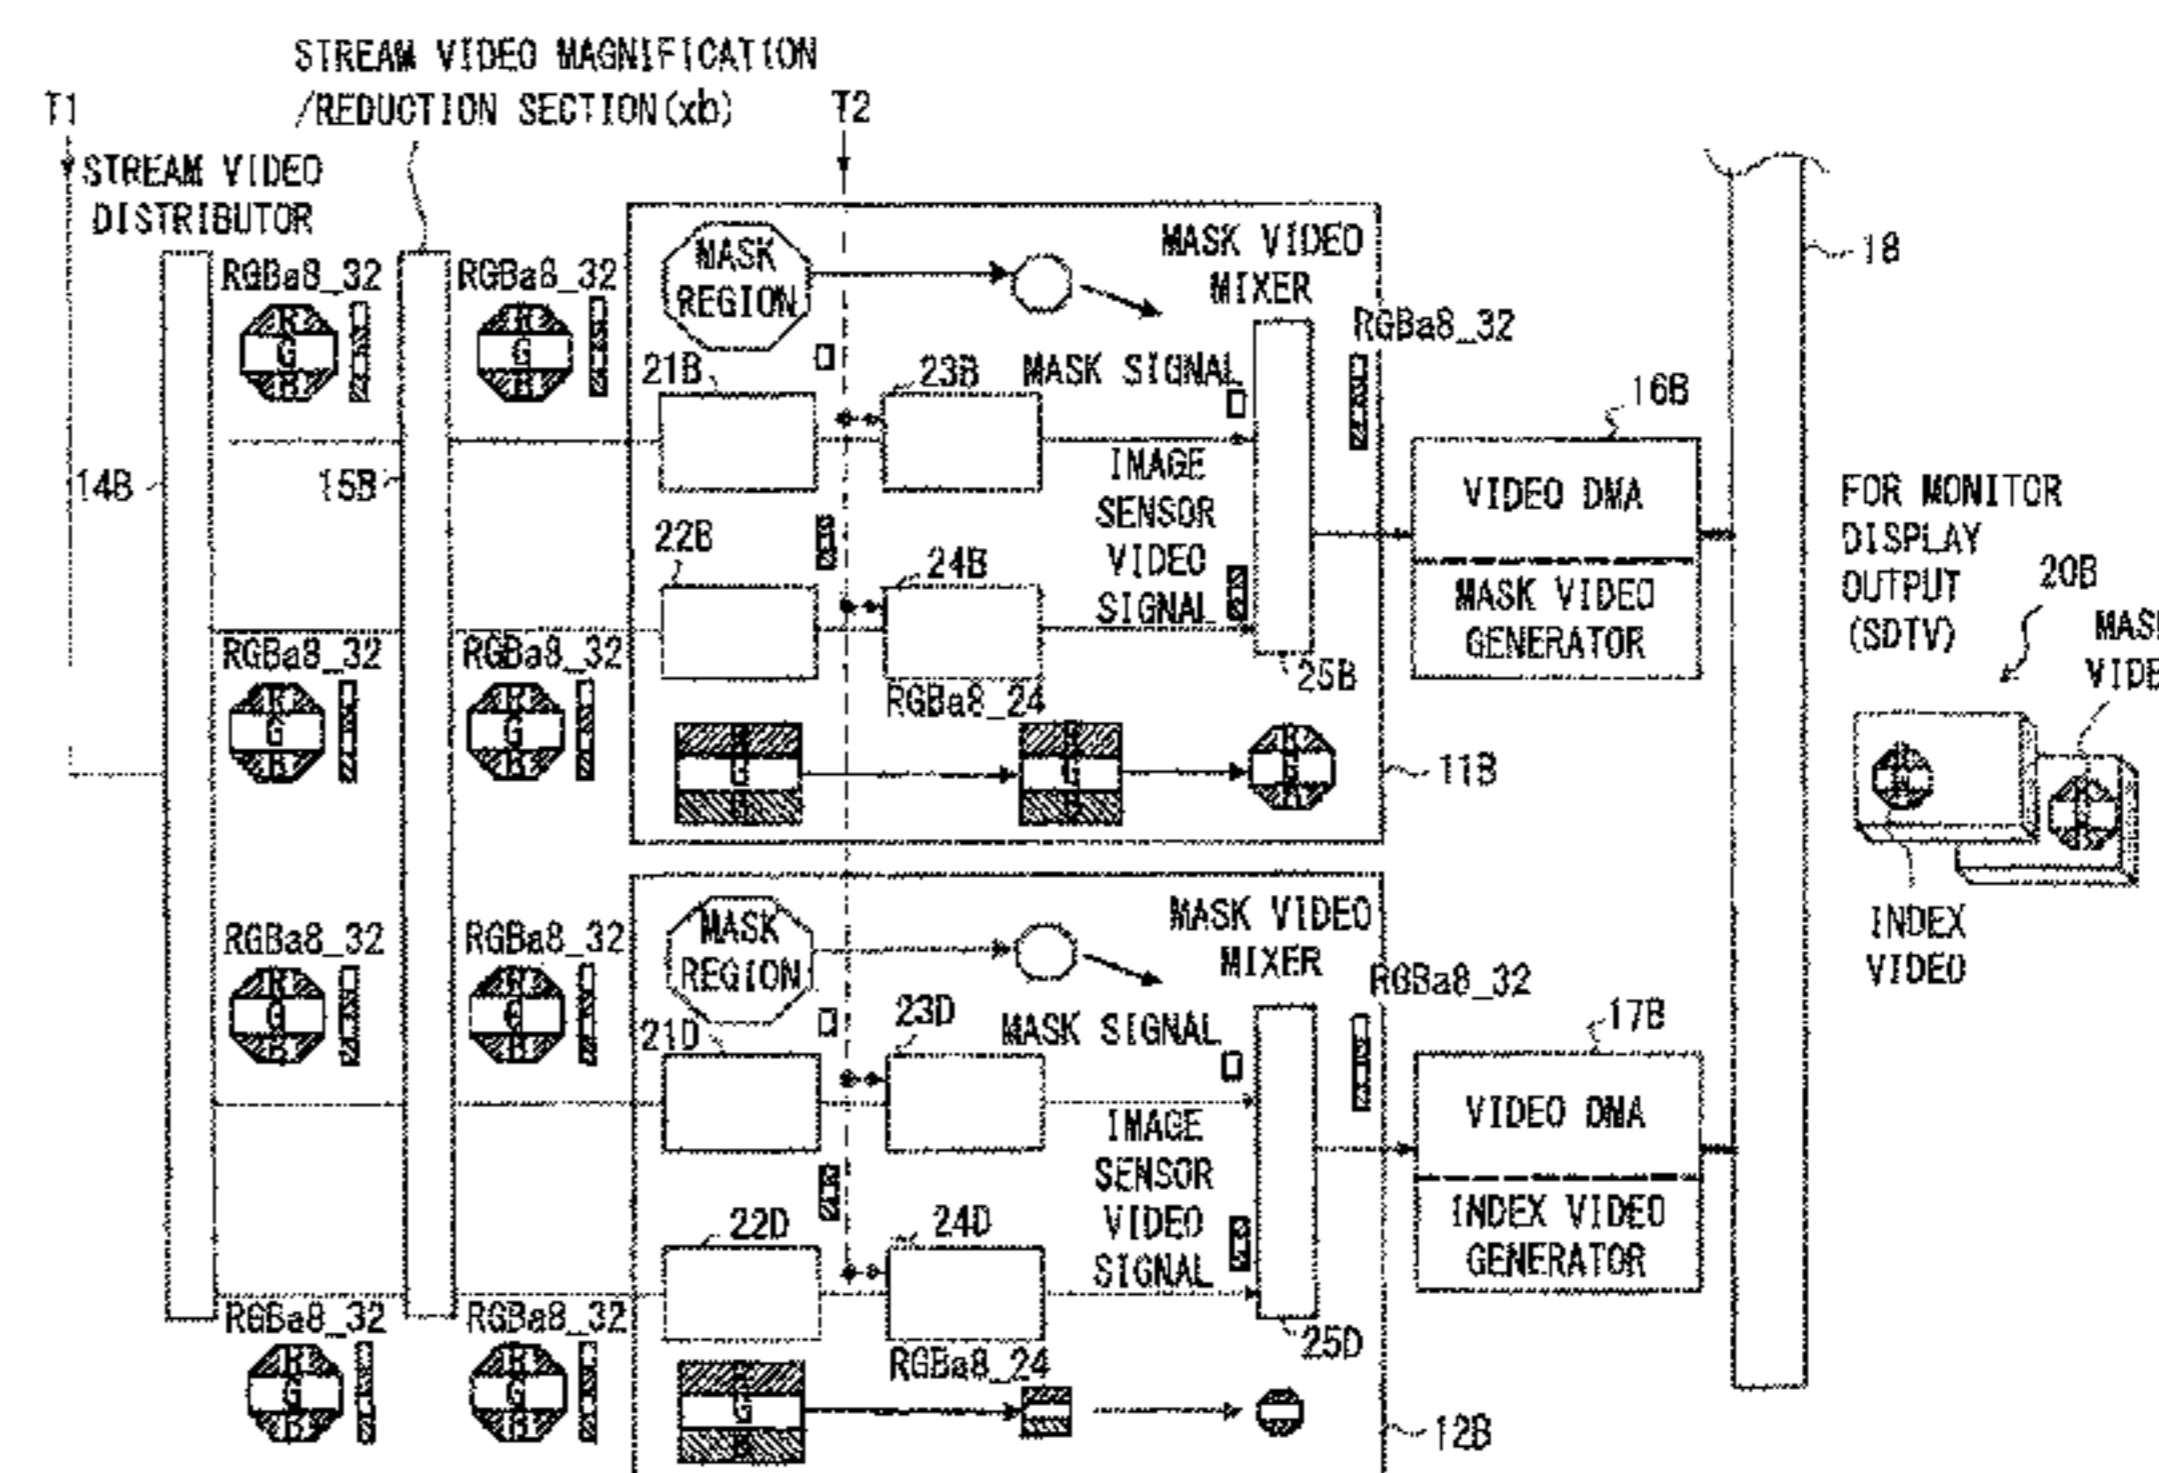 STREAM VIDEO MAGNIFICATION
/REDUCTION SECTION(xb)
T1
T2
STREAM VIDEO
DISTRIBUTOR
RGBa8_32
RGBa8_32
R
G
B
R
G
B
14B
15B
MASK
REGION
MASK VIDEO
MIXER
21B
23B
MASK SIGNAL
RGBa8_32
22B
24B
IMAGE
SENSOR
VIDEO
SIGNAL
25B
RGBa8_24
G
G
G
11B
16B
VIDEO DMA
MASK VIDEO
GENERATOR
18
FOR MONITOR
DISPLAY
OUTPUT
(SDTV)
20B
INDEX
VIDEO
RGBa8_32
RGBa8_32
R
G
B
R
G
B
RGBa8_32
RGBa8_32
R
G
B
R
G
B
MASK
REGION
MASK VIDEO
MIXER
21D
23D
MASK SIGNAL
RGBa8_32
22D
24D
IMAGE
SENSOR
VIDEO
SIGNAL
25D
RGBa8_24
G
12B
17B
VIDEO DMA
INDEX VIDEO
GENERATOR
RGBa8_32
RGBa8_32
R
G
B
R
G
B